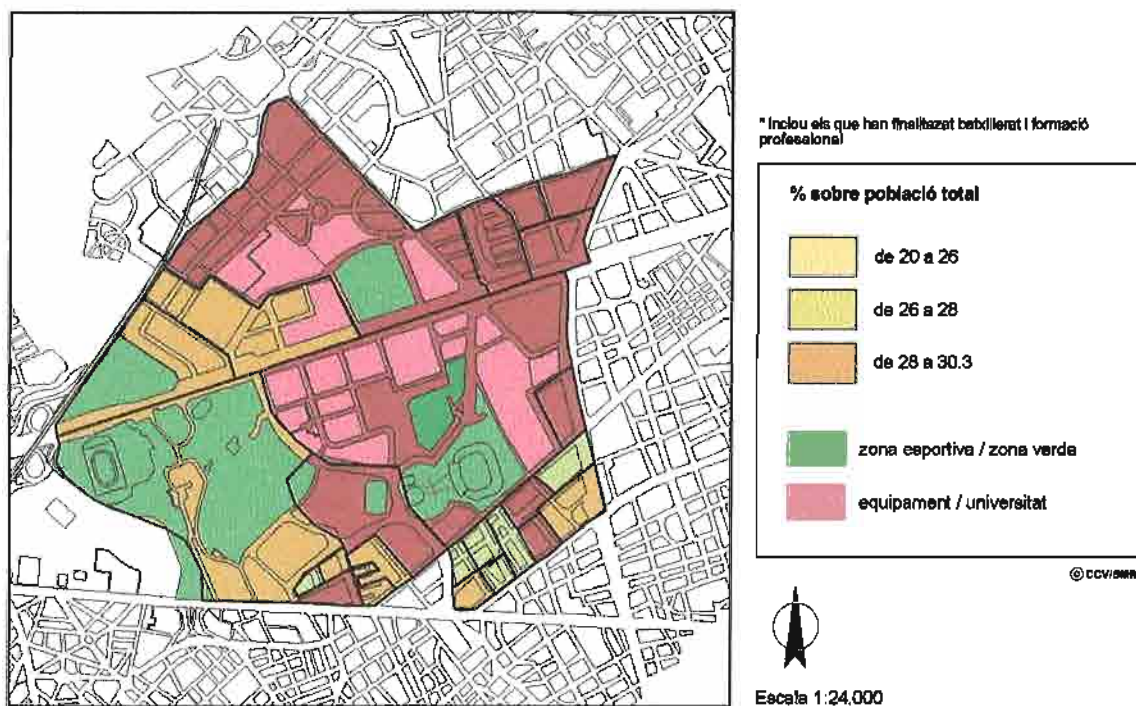 * Inclou els que han finalitzat batxillerat i formació
professional
% sobre població total
de 20 a 26
de 26 a 28
de 28 a 30.3
zona esportiva / zona verda
equipament / universitat
Escala 1:24,000